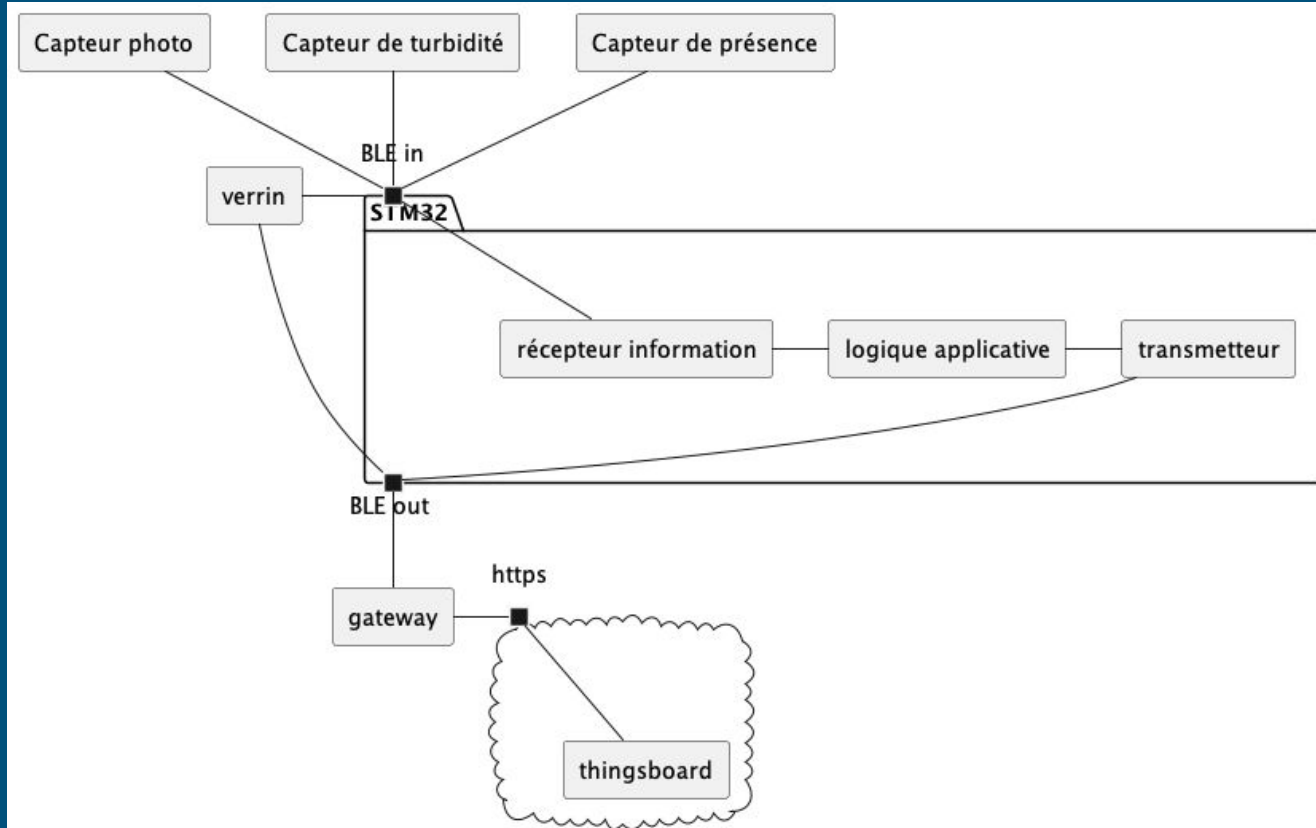 Capteur photo
Capteur de turbidité
Capteur de présence
BLE in
verrin
STM32
récepteur information
logique applicative
transmetteur
BLE out
https
gateway
thingsboard